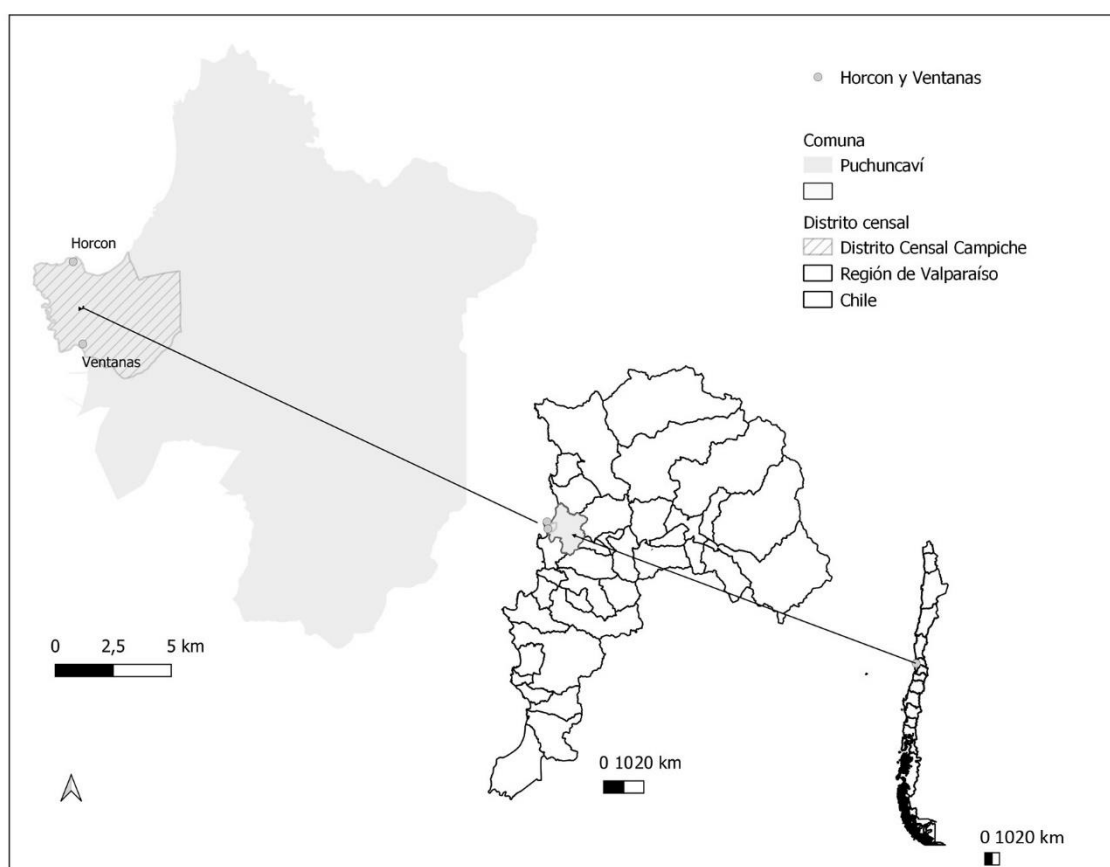 Horcon y Ventanas
Comuna
Puchuncaví
Distrito censal
Distrito Censal Campiche
Región de Valparaíso
Chile
Horcon
Ventanas
0 2,5 5 km
0 1020 km
0 1020 km